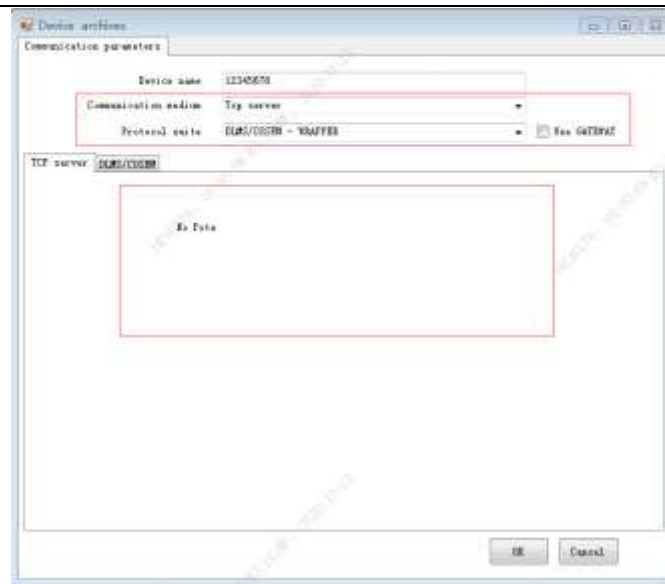 Device archives
Communication parameters
Device name 12345678
Communication medium Tcp server
Protocol suite DLMS/COSEM - WRAPPER Use GATEWAY
TCP server DLMS/COSEM
No Data
OK Cancel